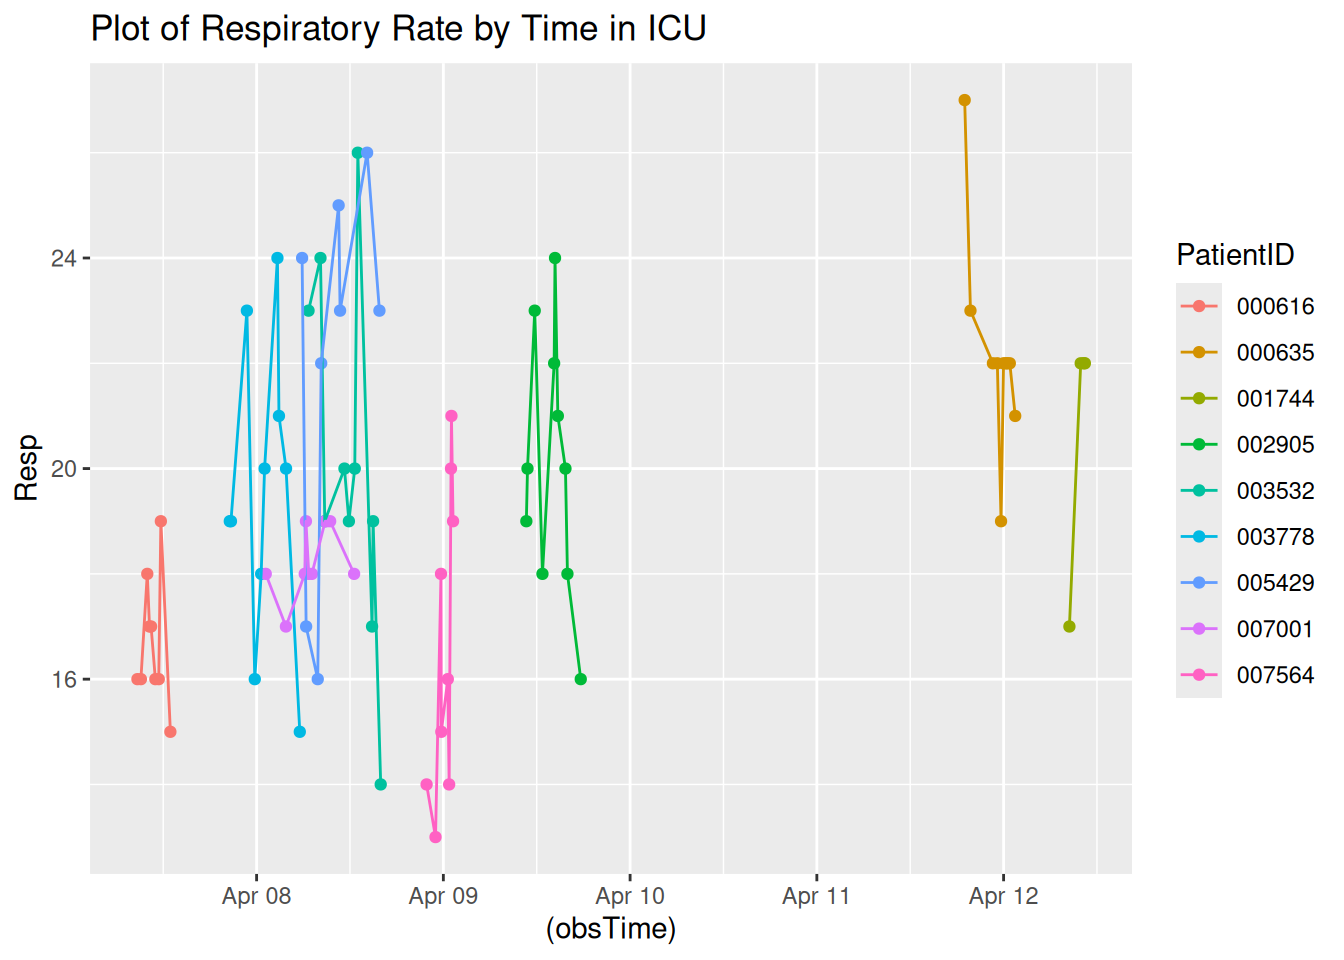 Plot of Respiratory Rate by Time in ICU
24
20
16
Resp
Apr 08
Apr 09
Apr 10
Apr 11
Apr 12
(obsTime)
PatientID
000616
000635
001744
002905
003532
003778
005429
007001
007564